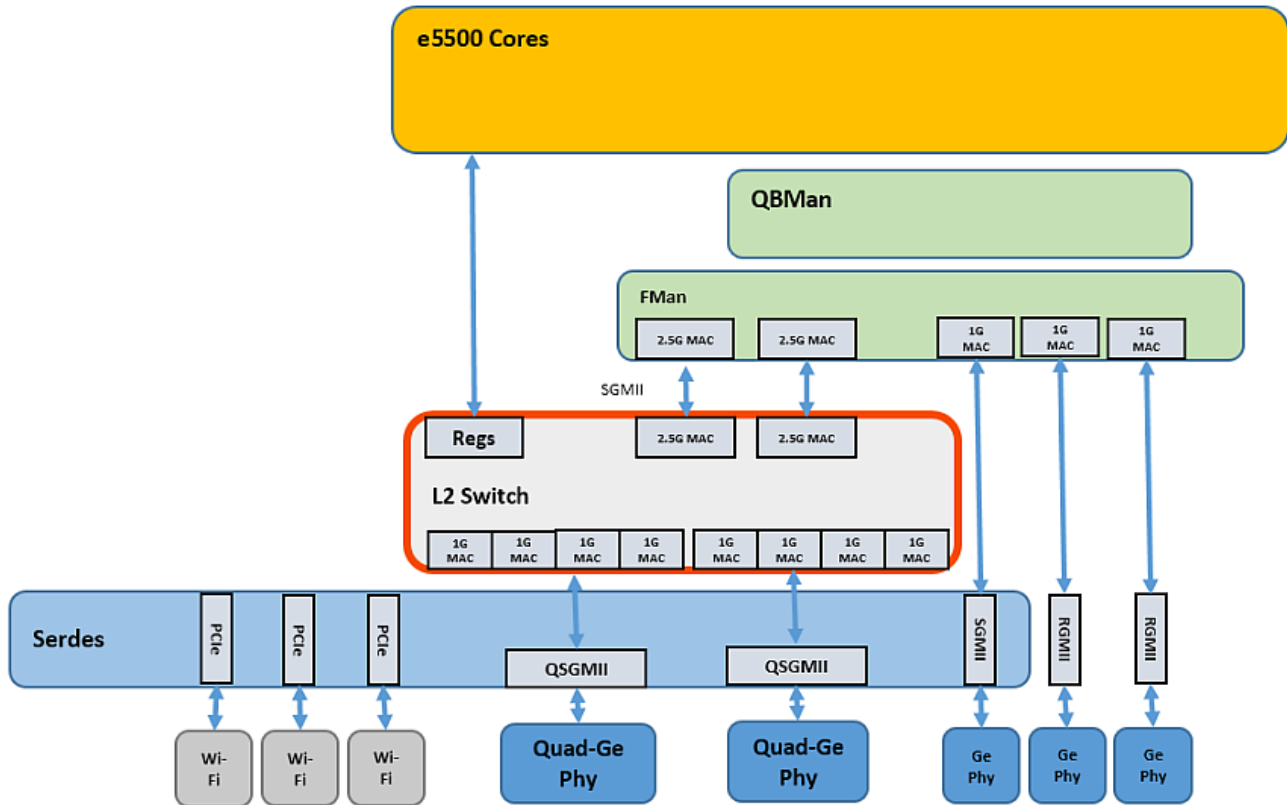 e5500 Cores
QBMan
FMan
2.5G MAC
2.5G MAC
1G
MAC
1G
MAC
1G
MAC
SGMII
Regs
2.5G MAC
2.5G MAC
L2 Switch
1G
MAC
1G
MAC
1G
MAC
1G
MAC
1G
MAC
1G
MAC
1G
MAC
1G
MAC
Serdes
PCIe
PCIe
PCIe
QSGMII
QSGMII
SGMII
RGMII
RGMII
Wi-
Fi
Wi-
Fi
Wi-
Fi
Quad-Ge
Phy
Quad-Ge
Phy
Ge
Phy
Ge
Phy
Ge
Phy